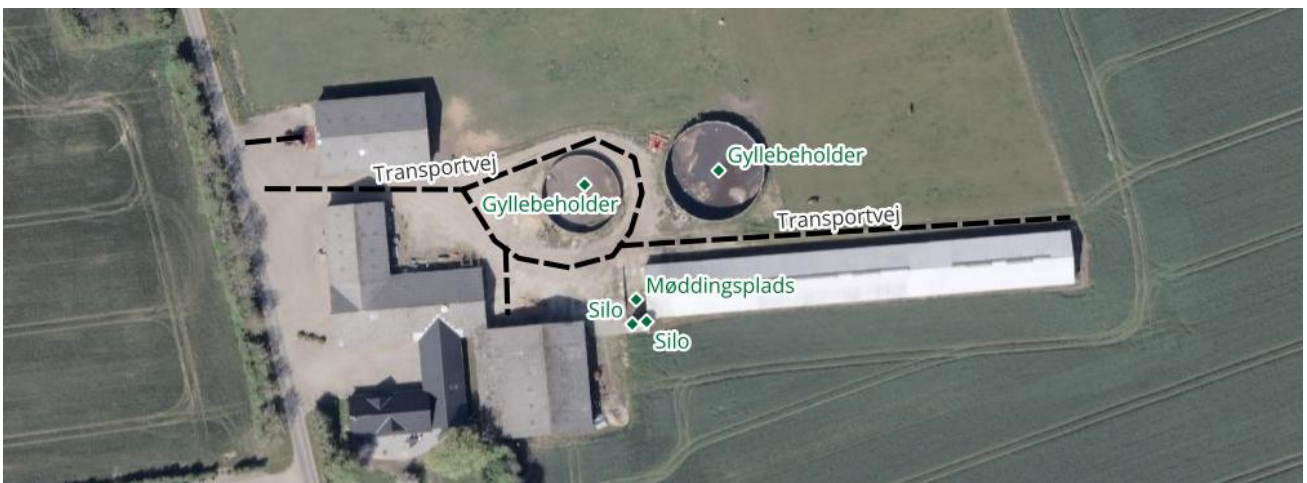 Transportvej
Gyllebeholder
Gyllebeholder
Transportvej
Møddingsplads
Silo
Silo